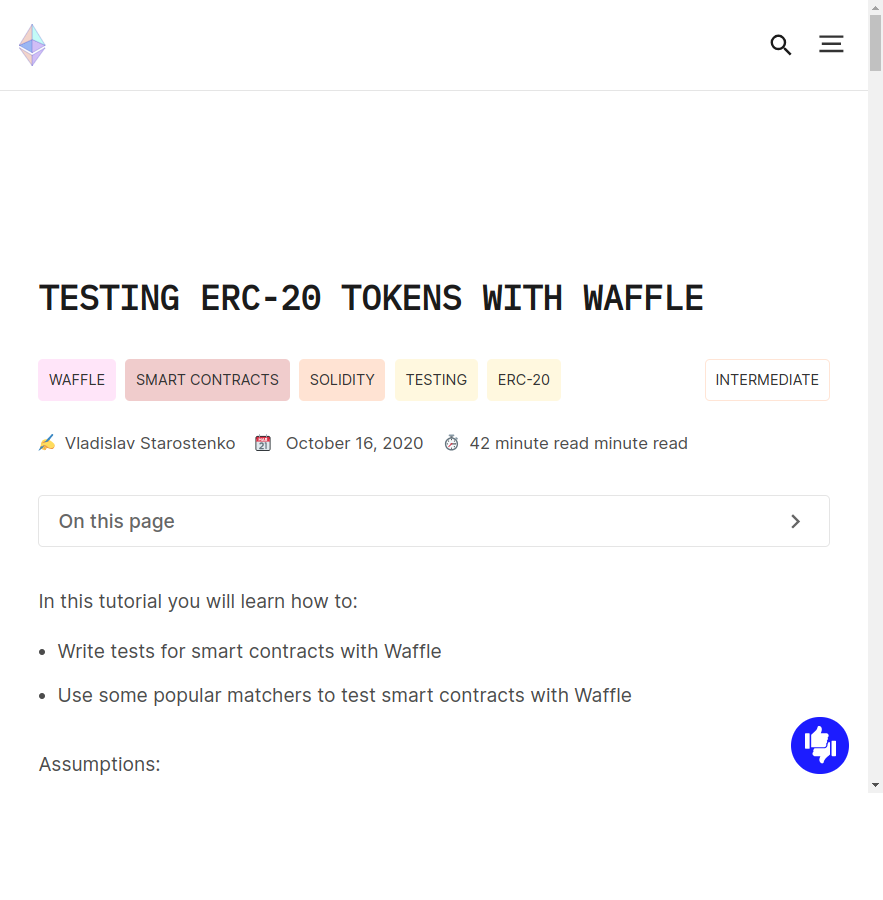 TESTING ERC-20 TOKENS WITH WAFFLE
WAFFLE SMART CONTRACTS SOLIDITY TESTING ERC-20 INTERMEDIATE
Vladislav Starostenko October 16, 2020 42 minute read minute read
On this page
In this tutorial you will learn how to:
• Write tests for smart contracts with Waffle
• Use some popular matchers to test smart contracts with Waffle
Assumptions: